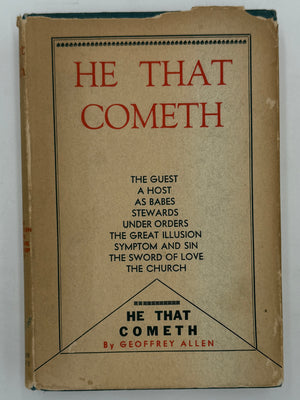 HE THAT
COMETH
THE GUEST
A HOST
AS BABES
STEWARDS
UNDER ORDERS
THE GREAT ILLUSION
SYMPTOM AND SIN
THE SWORD OF LOVE
THE CHURCH
HE THAT
COMETH
By GEOFFREY ALLEN